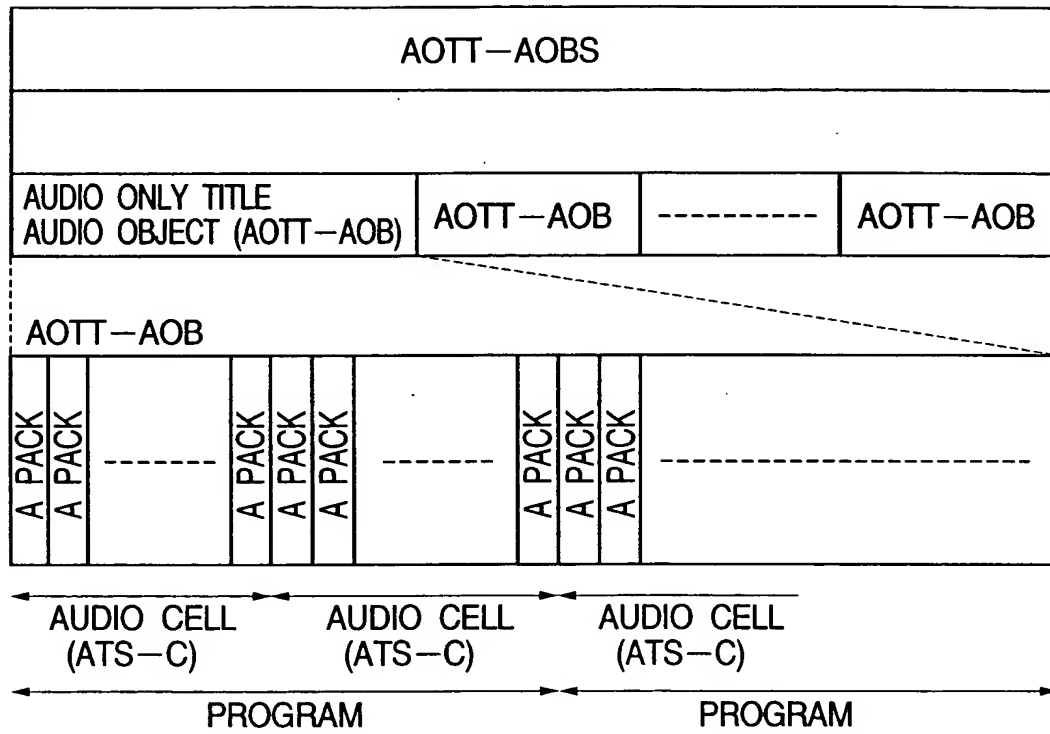 AOTT—AOBS
AUDIO ONLY TITLE
AUDIO OBJECT (AOTT—AOB)
AOTT—AOB
AOTT—AOB
AOTT—AOB
A PACK
A PACK
A PACK
A PACK
A PACK
A PACK
A PACK
A PACK
AUDIO CELL
(ATS—C)
AUDIO CELL
(ATS—C)
AUDIO CELL
(ATS—C)
PROGRAM
PROGRAM